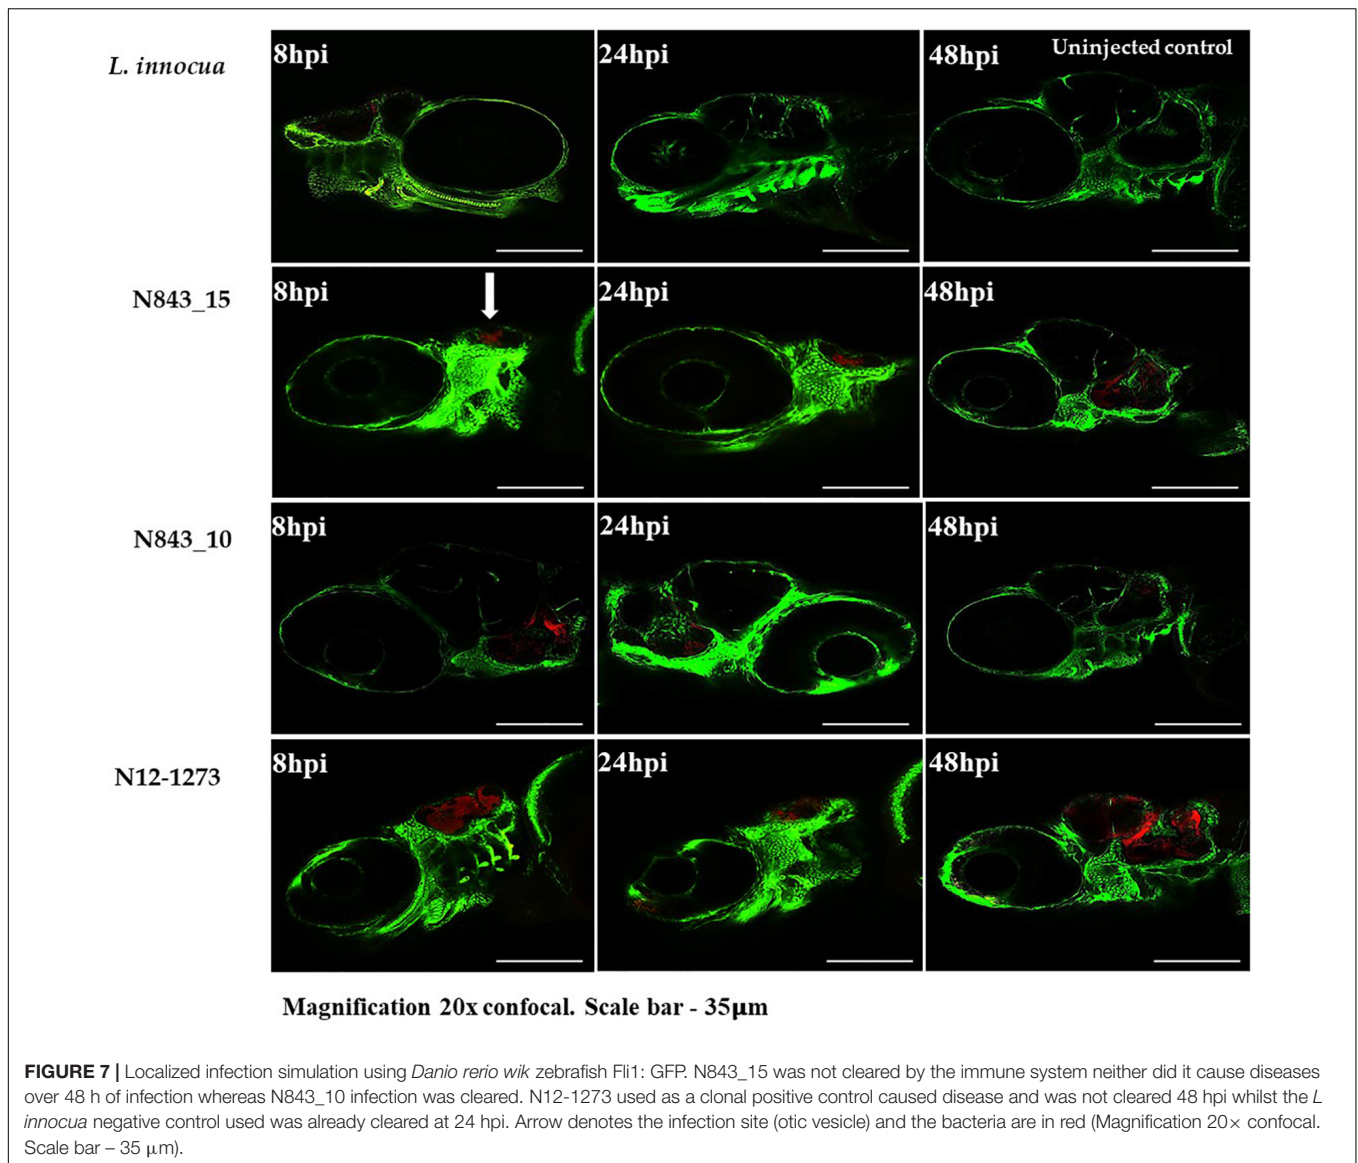 L. innocua
8hpi
24hpi
48hpi
Uninjected control
N843_15
8hpi
24hpi
48hpi
N843_10
8hpi
24hpi
48hpi
N12-1273
8hpi
24hpi
48hpi
Magnification 20x confocal. Scale bar - 35μm
FIGURE 7 | Localized infection simulation using Danio rerio wik zebrafish Fli1: GFP. N843_15 was not cleared by the immune system neither did it cause diseases
over 48 h of infection whereas N843_10 infection was cleared. N12-1273 used as a clonal positive control caused disease and was not cleared 48 hpi whilst the L
innocua negative control used was already cleared at 24 hpi. Arrow denotes the infection site (otic vesicle) and the bacteria are in red (Magnification 20× confocal.
Scale bar – 35 μm).